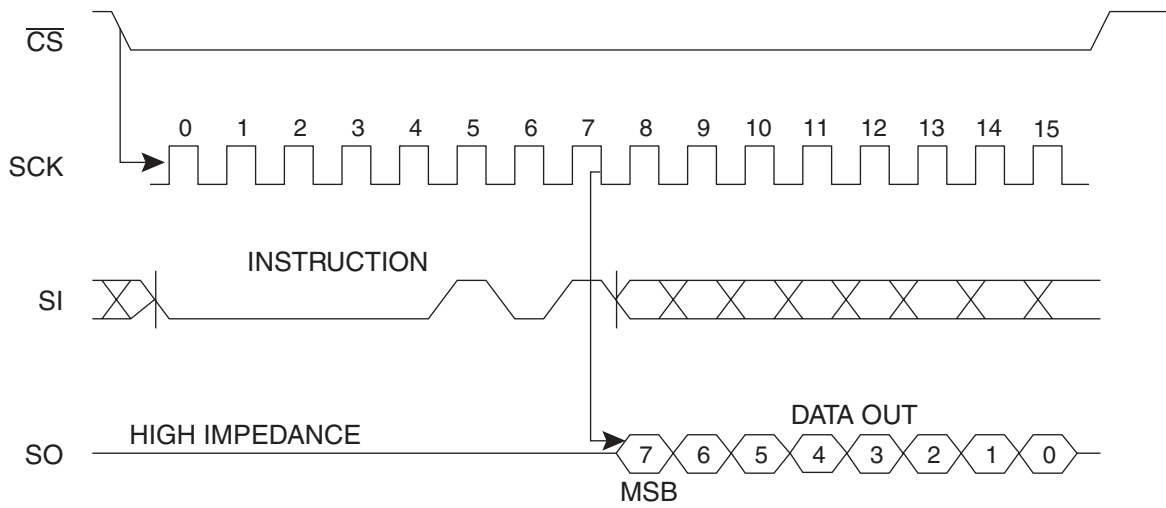 C̅S̅
0 1 2 3 4 5 6 7 8 9 10 11 12 13 14 15
SCK
INSTRUCTION
SI
DATA OUT
HIGH IMPEDANCE
SO
7 6 5 4 3 2 1 0
MSB